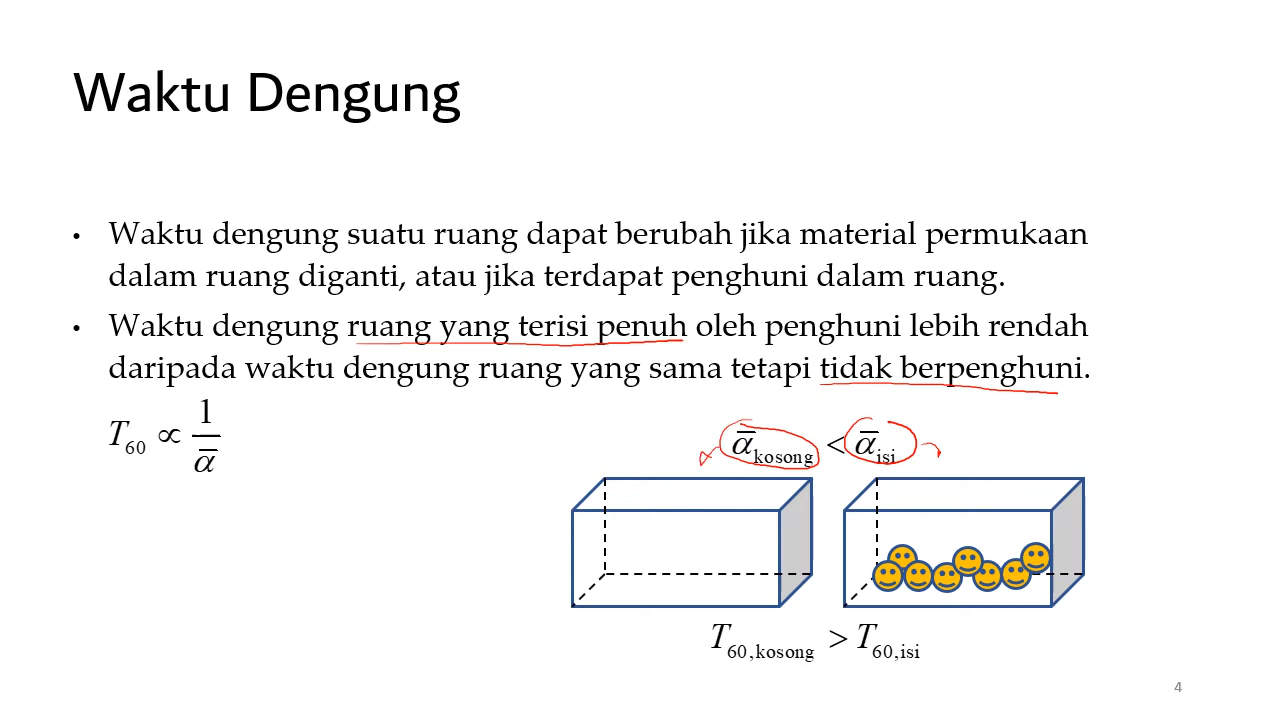 Waktu Dengung
• Waktu dengung suatu ruang dapat berubah jika material permukaan
dalam ruang diganti, atau jika terdapat penghuni dalam ruang.
• Waktu dengung ruang yang terisi penuh oleh penghuni lebih rendah
daripada waktu dengung ruang yang sama tetapi tidak berpenghuni.
T₆₀ ∝ 1/ᾱ
ᾱkosong < ᾱisi
T60,kosong > T60,isi
4